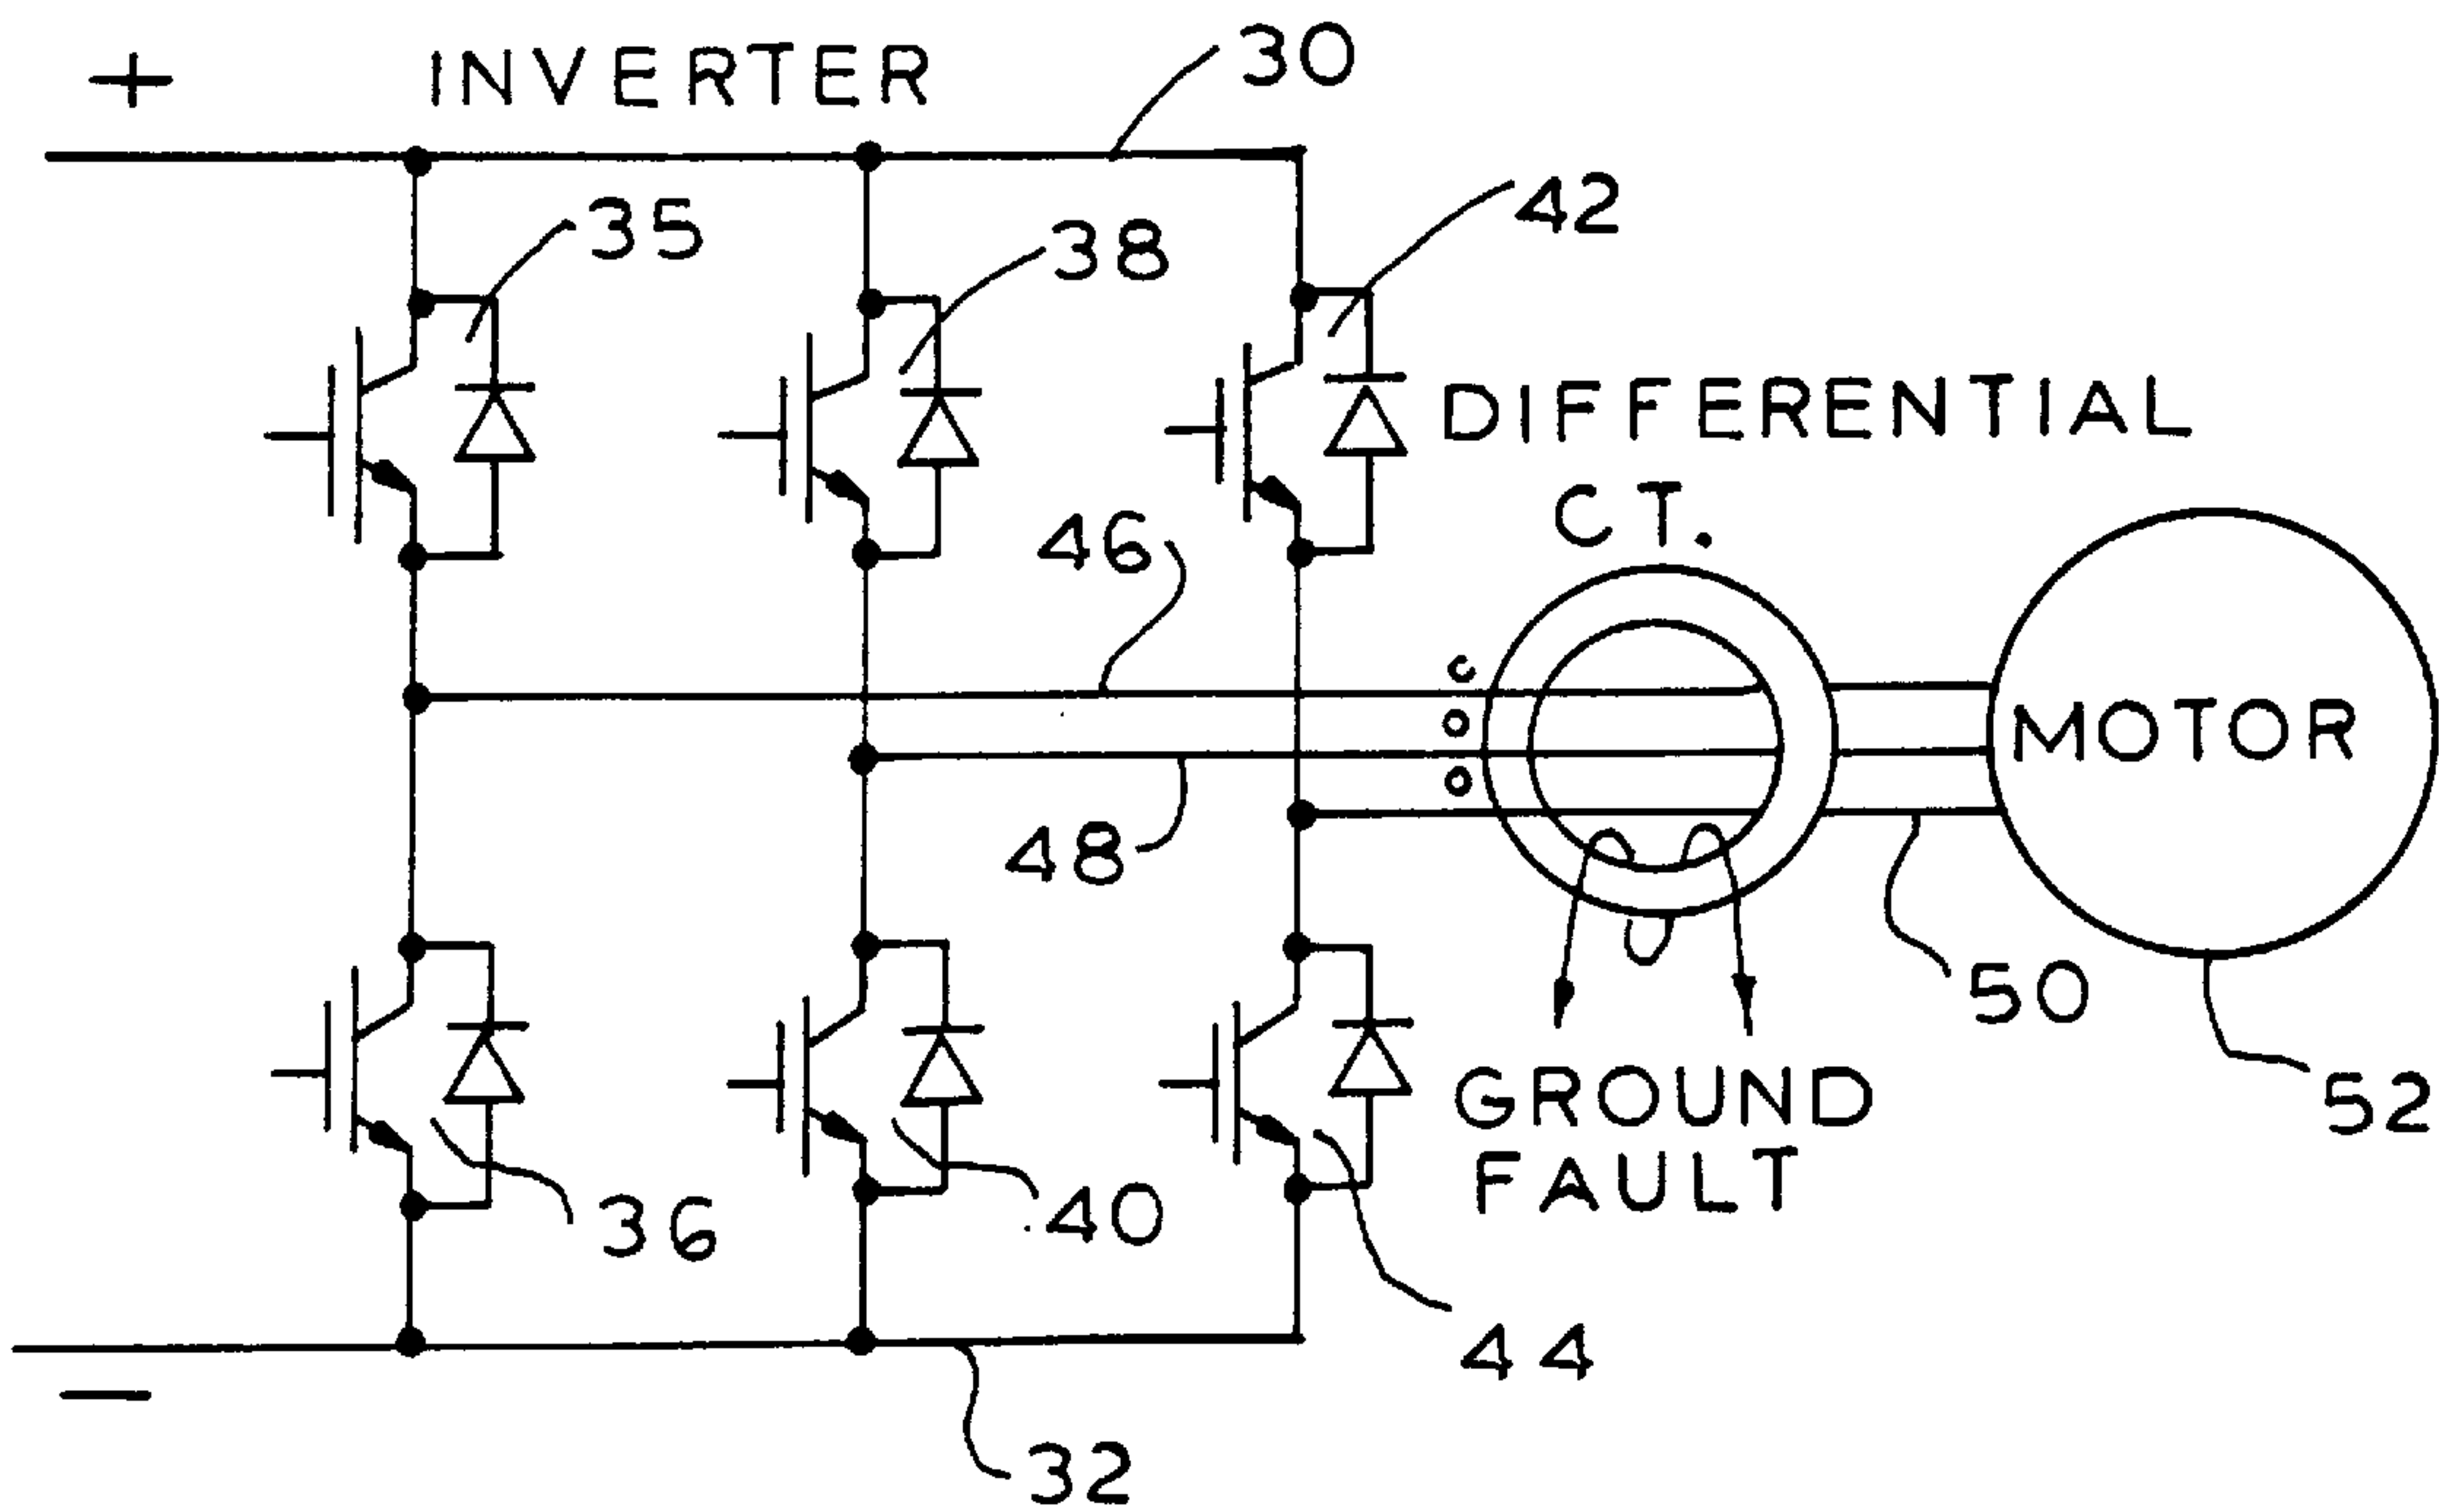 + INVERTER 30
35 38 42
DIFFERENTIAL
C T.
46
MOTOR
48
50
GROUND
FAULT
52
36 40
44
−
32